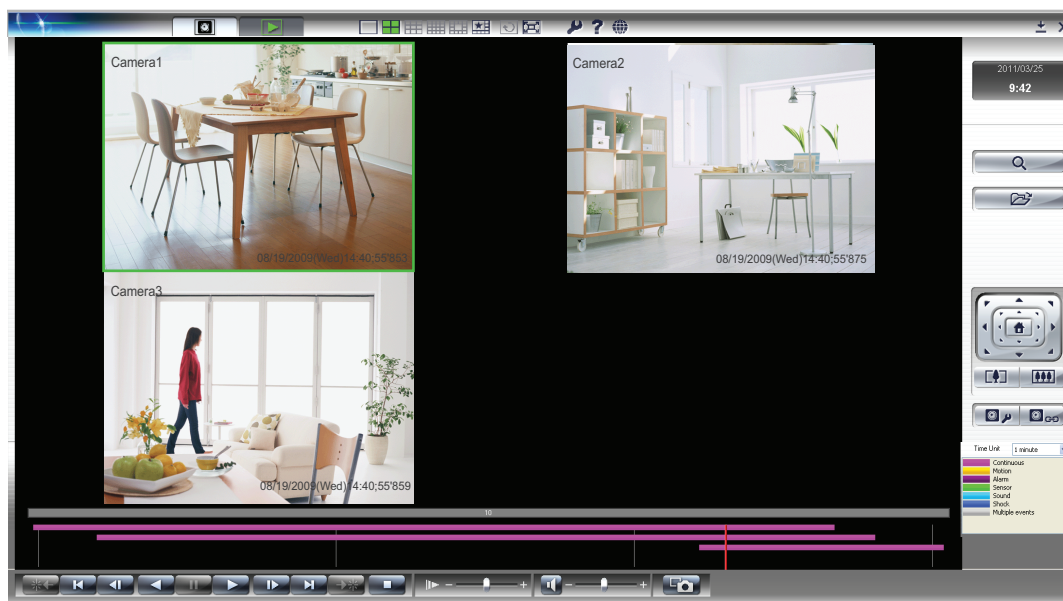 Camera1
08/19/2009(Wed)14:40;55'853
Camera2
08/19/2009(Wed)14:40;55'875
Camera3
08/19/2009(Wed)14:40;55'859
2011/03/25
9:42
Time Unit
1 minute
Continuous
Motion
Alarm
Sensor
Sound
Shock
Multiple events
10